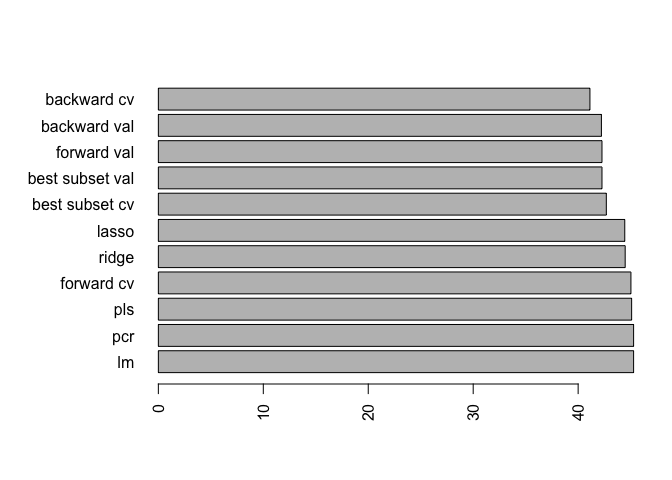 backward cv
backward val
forward val
best subset val
best subset cv
lasso
ridge
forward cv
pls
pcr
lm
0 10 20 30 40